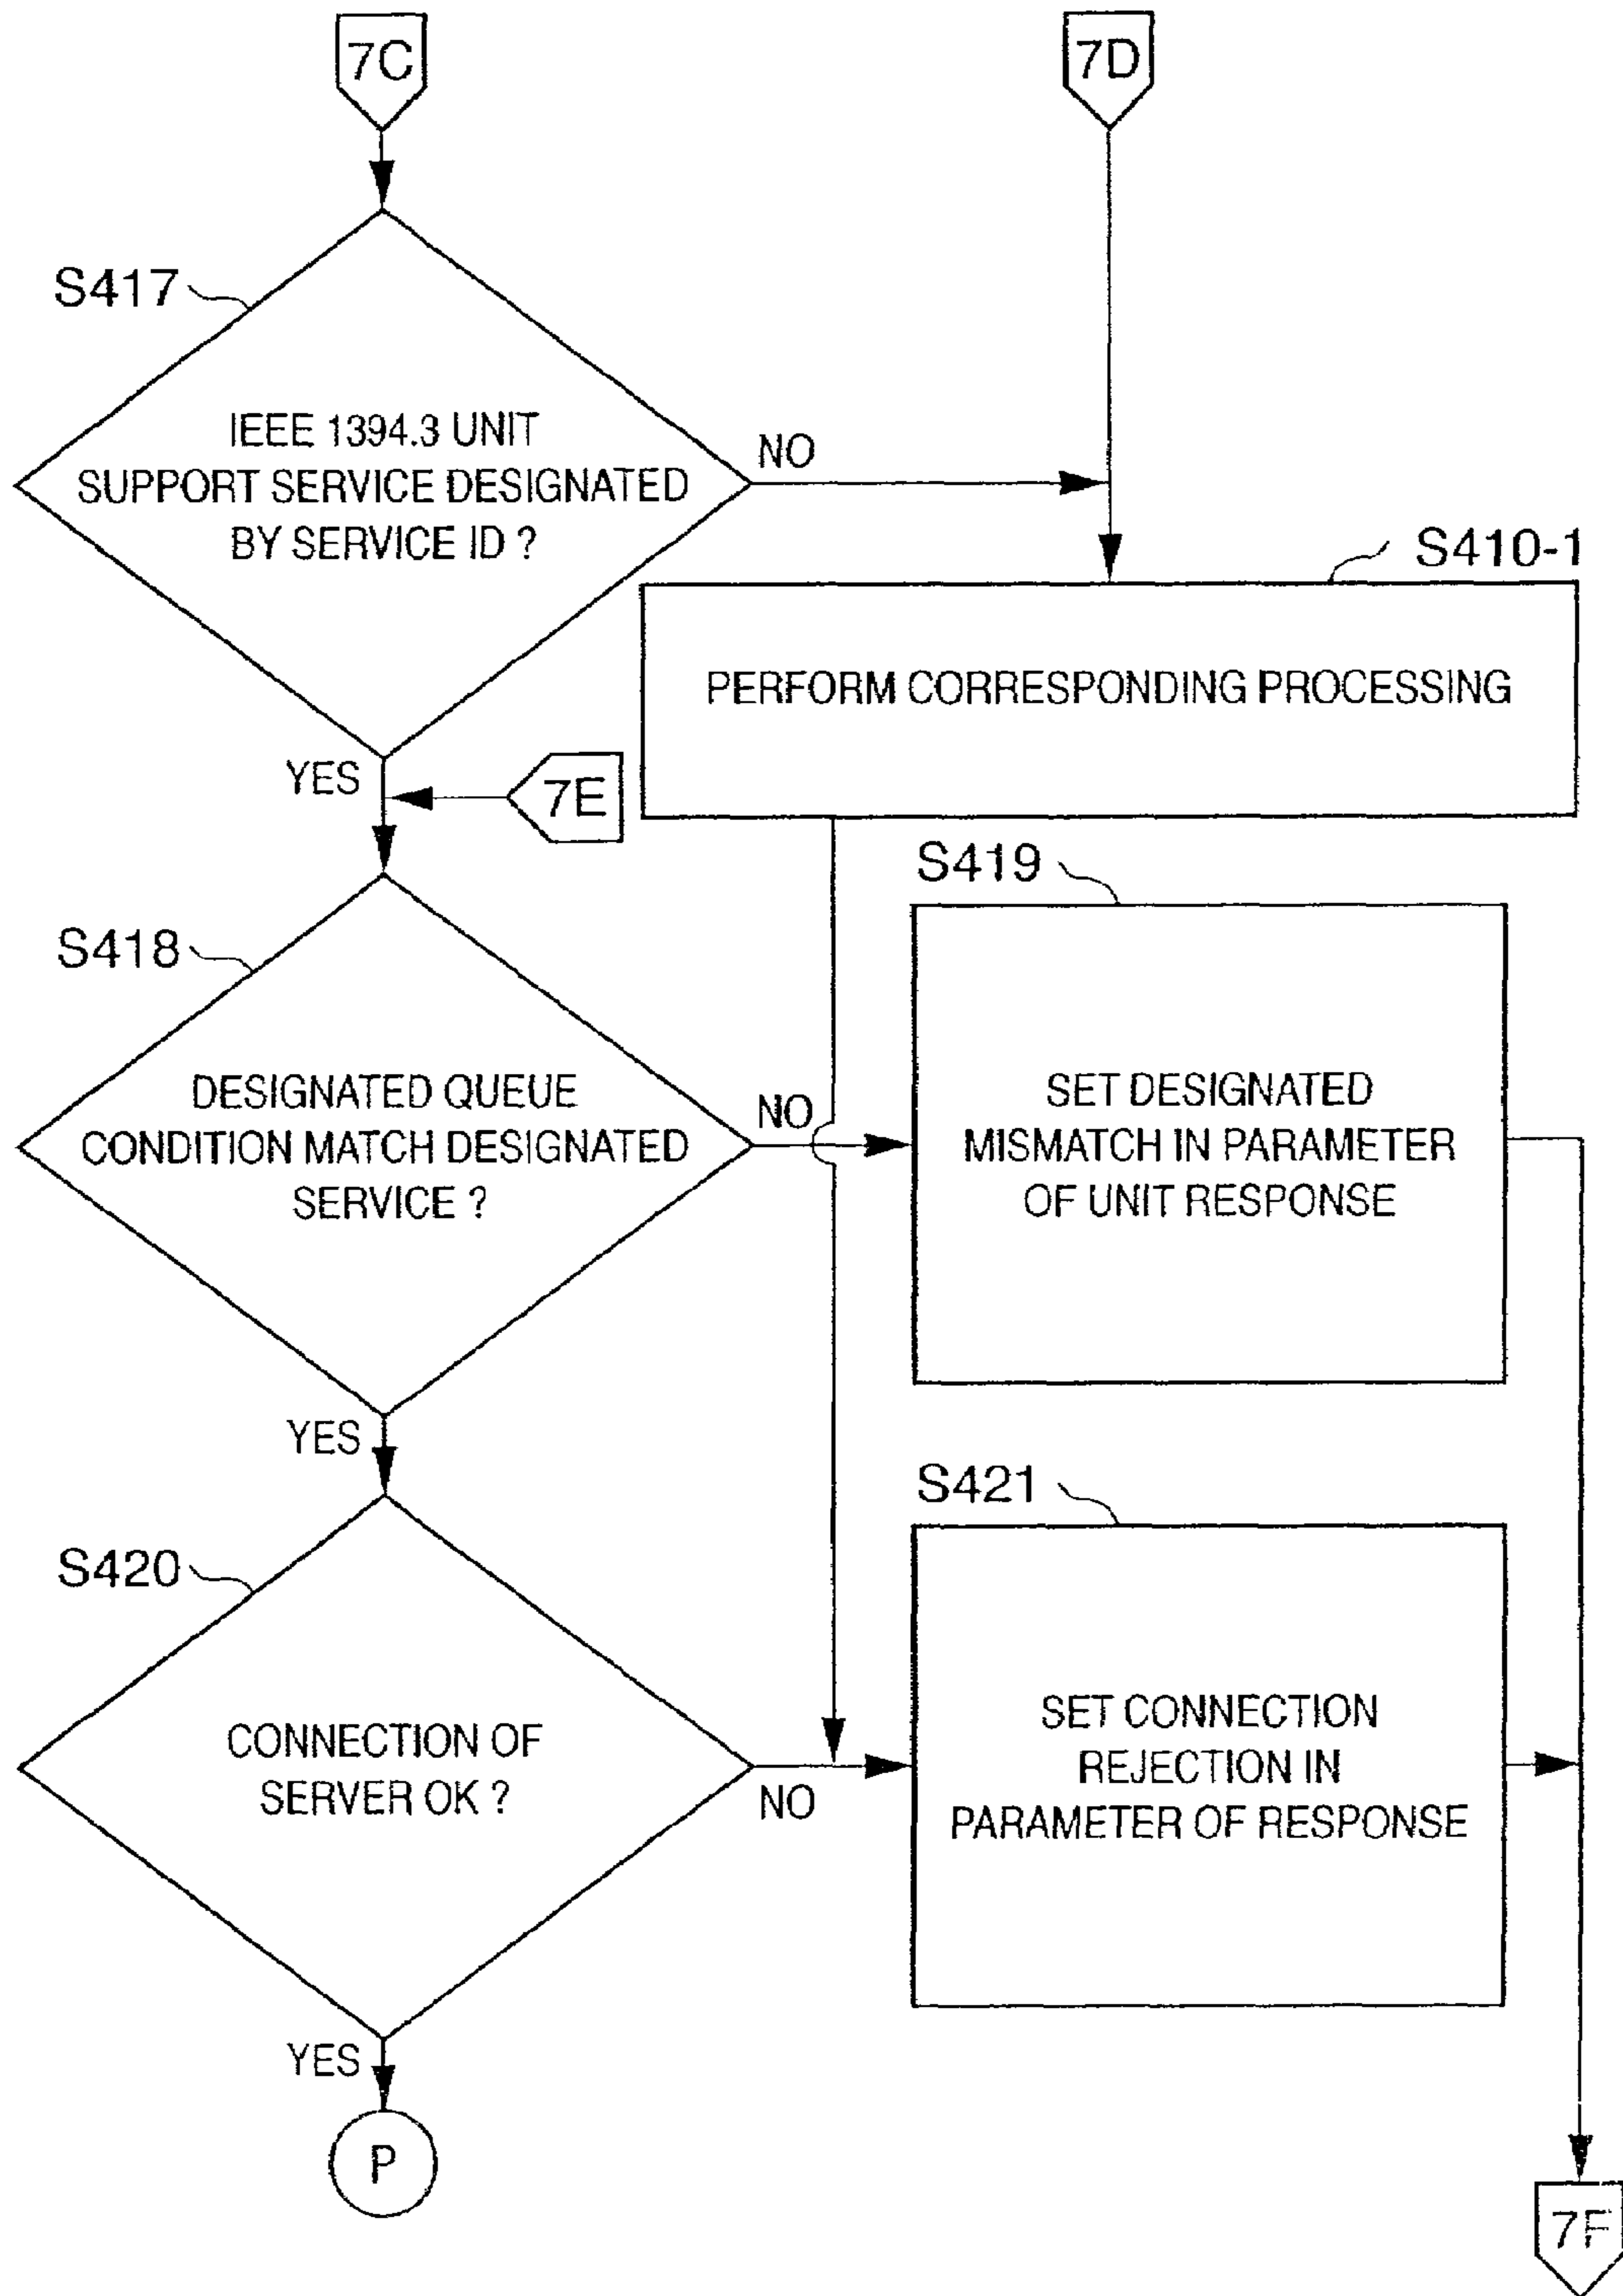 7C
7D
S417
IEEE 1394.3 UNIT
SUPPORT SERVICE DESIGNATED
BY SERVICE ID ?
NO
S410-1
PERFORM CORRESPONDING PROCESSING
YES
7E
S419
S418
DESIGNATED QUEUE
CONDITION MATCH DESIGNATED
SERVICE ?
NO
SET DESIGNATED
MISMATCH IN PARAMETER
OF UNIT RESPONSE
YES
S421
S420
CONNECTION OF
SERVER OK ?
NO
SET CONNECTION
REJECTION IN
PARAMETER OF RESPONSE
YES
P
7F